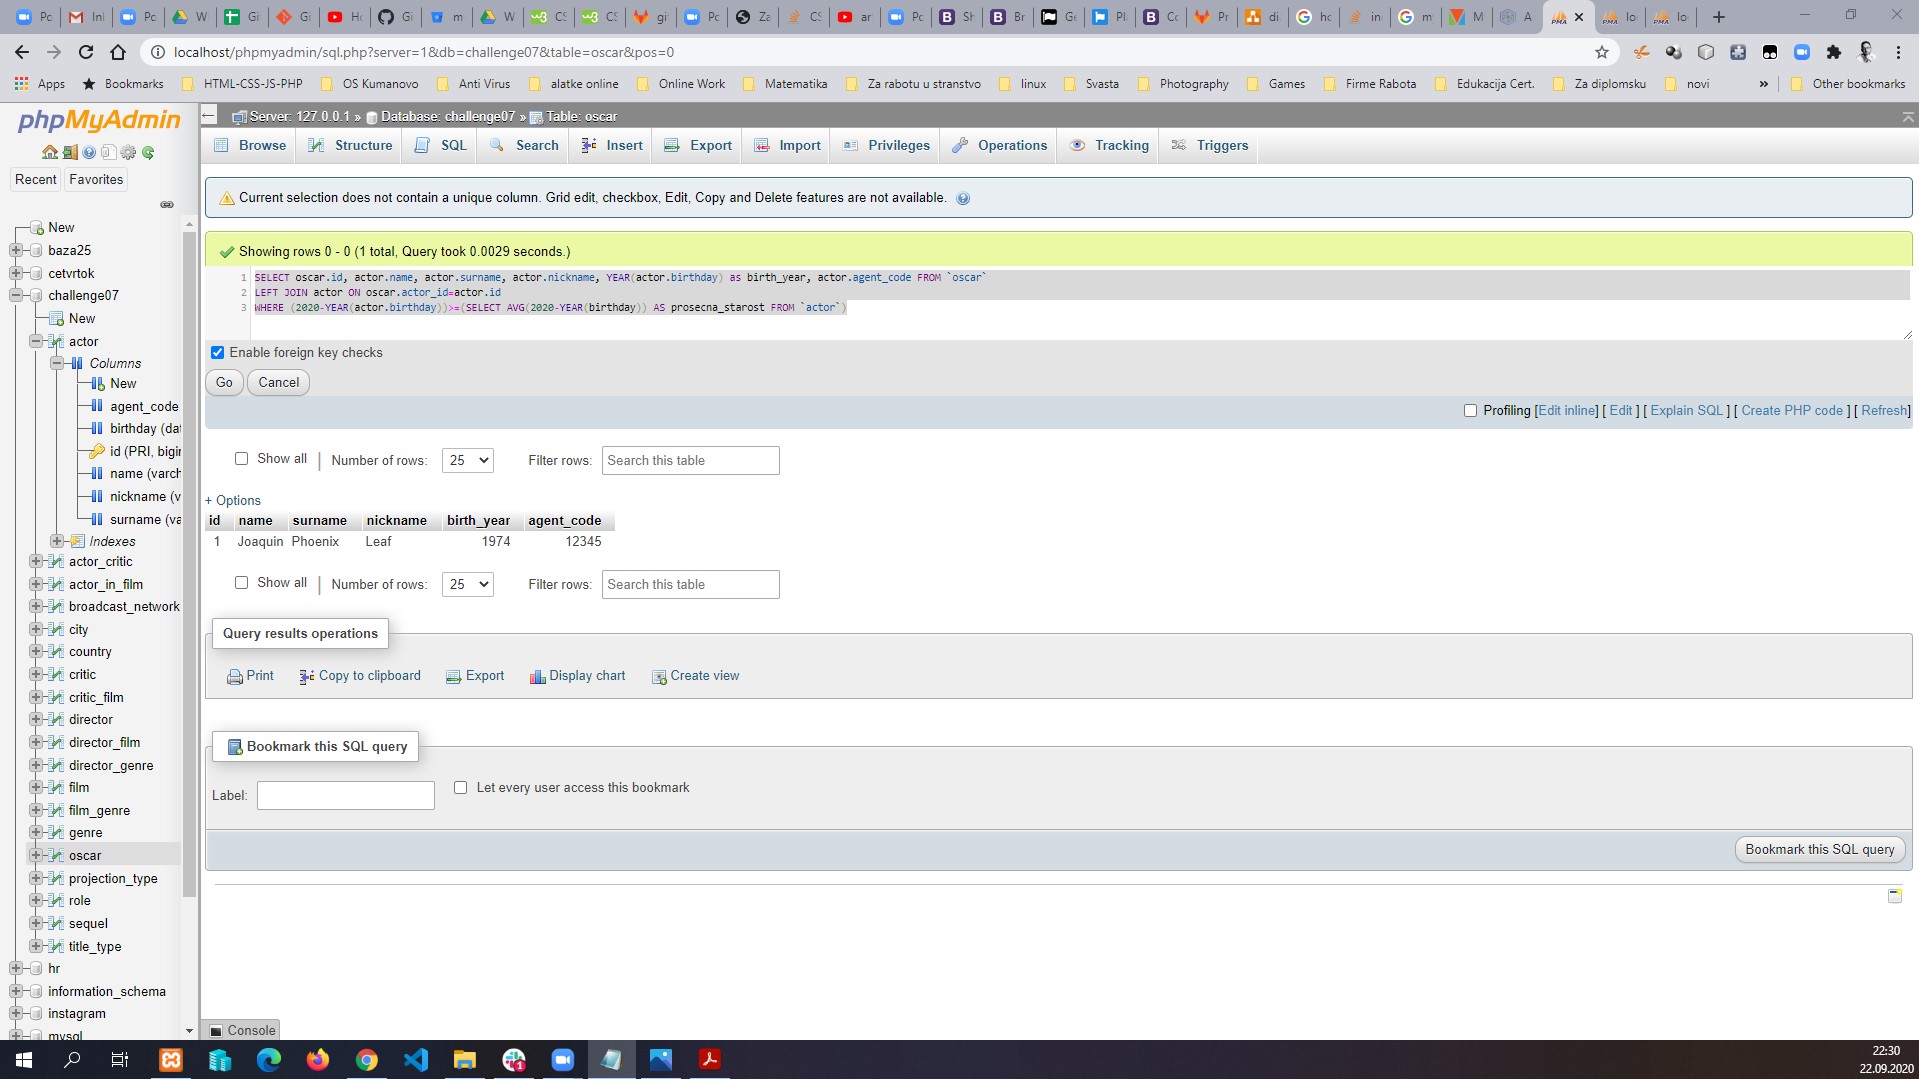 localhost/phpmyadmin/sql.php?server=1&db=challenge07&table=oscar&pos=0
Apps Bookmarks HTML-CSS-JS-PHP OS Kumanovo Anti Virus alatke online Online Work Matematika Za rabotu u stranstvo linux Svasta Photography Games Firme Rabota Edukacija Cert. Za diplomsku novi » Other bookmarks
phpMyAdmin
Recent Favorites
New
baza25
cetvrtok
challenge07
New
actor
Columns
New
agent_code
birthday (dat
id (PRI, bigin
name (varch
nickname (v
surname (va
Indexes
actor_critic
actor_in_film
broadcast_network
city
country
critic
critic_film
director
director_film
director_genre
film
film_genre
genre
oscar
projection_type
role
sequel
title_type
hr
information_schema
instagram
mysql
Server: 127.0.0.1 » Database: challenge07 » Table: oscar
Browse Structure SQL Search Insert Export Import Privileges Operations Tracking Triggers
Current selection does not contain a unique column. Grid edit, checkbox, Edit, Copy and Delete features are not available.
Showing rows 0 - 0 (1 total, Query took 0.0029 seconds.)
1 SELECT oscar.id, actor.name, actor.surname, actor.nickname, YEAR(actor.birthday) as birth_year, actor.agent_code FROM `oscar`
2 LEFT JOIN actor ON oscar.actor_id=actor.id
3 WHERE (2020-YEAR(actor.birthday))>=(SELECT AVG(2020-YEAR(birthday)) AS prosecna_starost FROM `actor`)
Enable foreign key checks
Go Cancel
Profiling [Edit inline] [ Edit ] [ Explain SQL ] [ Create PHP code ] [ Refresh]
Show all | Number of rows: 25 Filter rows: Search this table
+ Options
id name surname nickname birth_year agent_code
1 Joaquin Phoenix Leaf 1974 12345
Show all | Number of rows: 25 Filter rows: Search this table
Query results operations
Print Copy to clipboard Export Display chart Create view
Bookmark this SQL query
Label: Let every user access this bookmark
Bookmark this SQL query
Console
22:30
22.09.2020